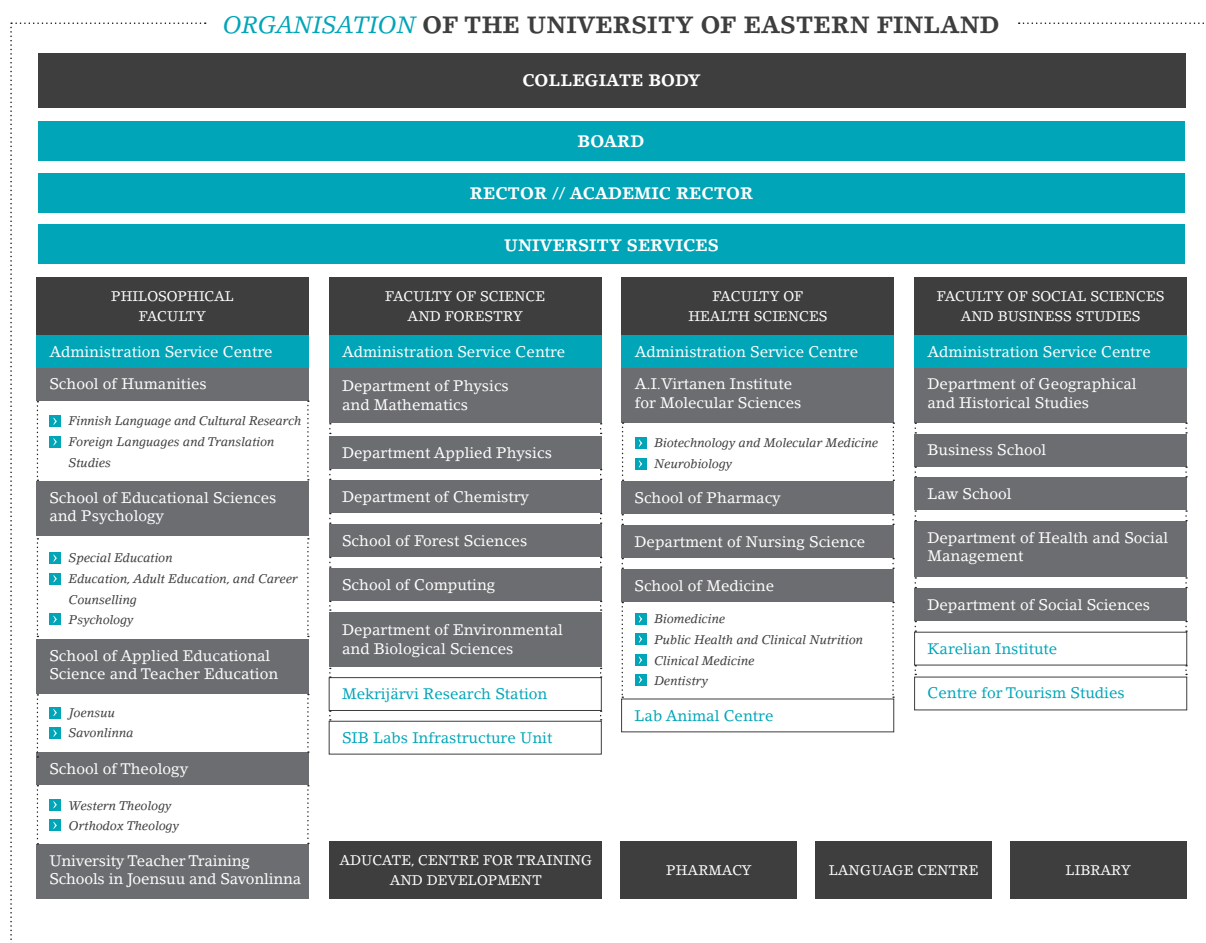 ORGANISATION OF THE UNIVERSITY OF EASTERN FINLAND
COLLEGIATE BODY
BOARD
RECTOR // ACADEMIC RECTOR
UNIVERSITY SERVICES
PHILOSOPHICAL
FACULTY
Administration Service Centre
School of Humanities
Finnish Language and Cultural Research
Foreign Languages and Translation
Studies
School of Educational Sciences
and Psychology
Special Education
Education, Adult Education, and Career
Counselling
Psychology
School of Applied Educational
Science and Teacher Education
Joensuu
Savonlinna
School of Theology
Western Theology
Orthodox Theology
University Teacher Training
Schools in Joensuu and Savonlinna
FACULTY OF SCIENCE
AND FORESTRY
Administration Service Centre
Department of Physics
and Mathematics
Department Applied Physics
Department of Chemistry
School of Forest Sciences
School of Computing
Department of Environmental
and Biological Sciences
Mekrijärvi Research Station
SIB Labs Infrastructure Unit
FACULTY OF
HEALTH SCIENCES
Administration Service Centre
A.I.Virtanen Institute
for Molecular Sciences
Biotechnology and Molecular Medicine
Neurobiology
School of Pharmacy
Department of Nursing Science
School of Medicine
Biomedicine
Public Health and Clinical Nutrition
Clinical Medicine
Dentistry
Lab Animal Centre
FACULTY OF SOCIAL SCIENCES
AND BUSINESS STUDIES
Administration Service Centre
Department of Geographical
and Historical Studies
Business School
Law School
Department of Health and Social
Management
Department of Social Sciences
Karelian Institute
Centre for Tourism Studies
ADUCATE, CENTRE FOR TRAINING
AND DEVELOPMENT
PHARMACY
LANGUAGE CENTRE
LIBRARY